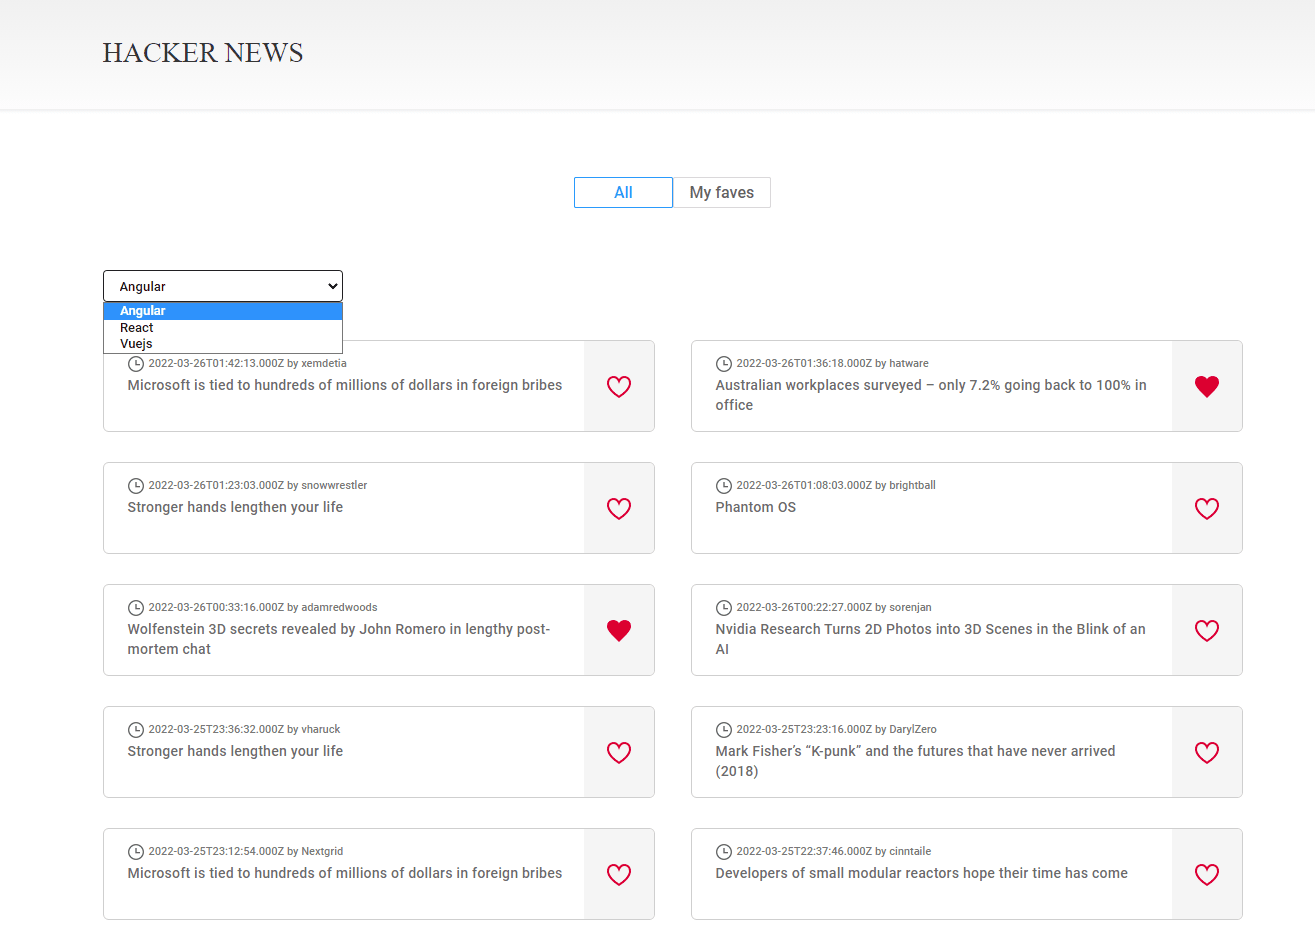 HACKER NEWS
All
My faves
Angular
Angular
React
Vuejs
2022-03-26T01:42:13.000Z by xemdetia
Microsoft is tied to hundreds of millions of dollars in foreign bribes
2022-03-26T01:36:18.000Z by hatware
Australian workplaces surveyed – only 7.2% going back to 100% in
office
2022-03-26T01:23:03.000Z by snowwrestler
Stronger hands lengthen your life
2022-03-26T01:08:03.000Z by brightball
Phantom OS
2022-03-26T00:33:16.000Z by adamredwoods
Wolfenstein 3D secrets revealed by John Romero in lengthy post-
mortem chat
2022-03-26T00:22:27.000Z by sorenjan
Nvidia Research Turns 2D Photos into 3D Scenes in the Blink of an
AI
2022-03-25T23:36:32.000Z by vharuck
Stronger hands lengthen your life
2022-03-25T23:23:16.000Z by DarylZero
Mark Fisher’s “K-punk” and the futures that have never arrived
(2018)
2022-03-25T23:12:54.000Z by Nextgrid
Microsoft is tied to hundreds of millions of dollars in foreign bribes
2022-03-25T22:37:46.000Z by cinntaile
Developers of small modular reactors hope their time has come